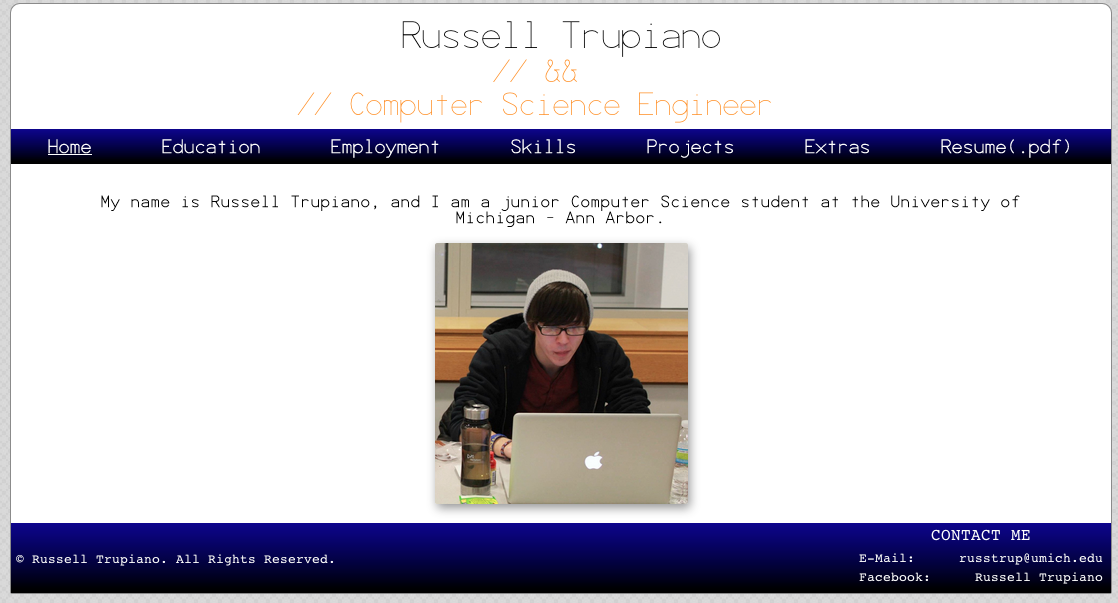 Russell Trupiano
// &&
// Computer Science Engineer
Home Education Employment Skills Projects Extras Resume(.pdf)
My name is Russell Trupiano, and I am a junior Computer Science student at the University of
Michigan - Ann Arbor.
CONTACT ME
© Russell Trupiano. All Rights Reserved.
E-Mail: russtrup@umich.edu
Facebook: Russell Trupiano